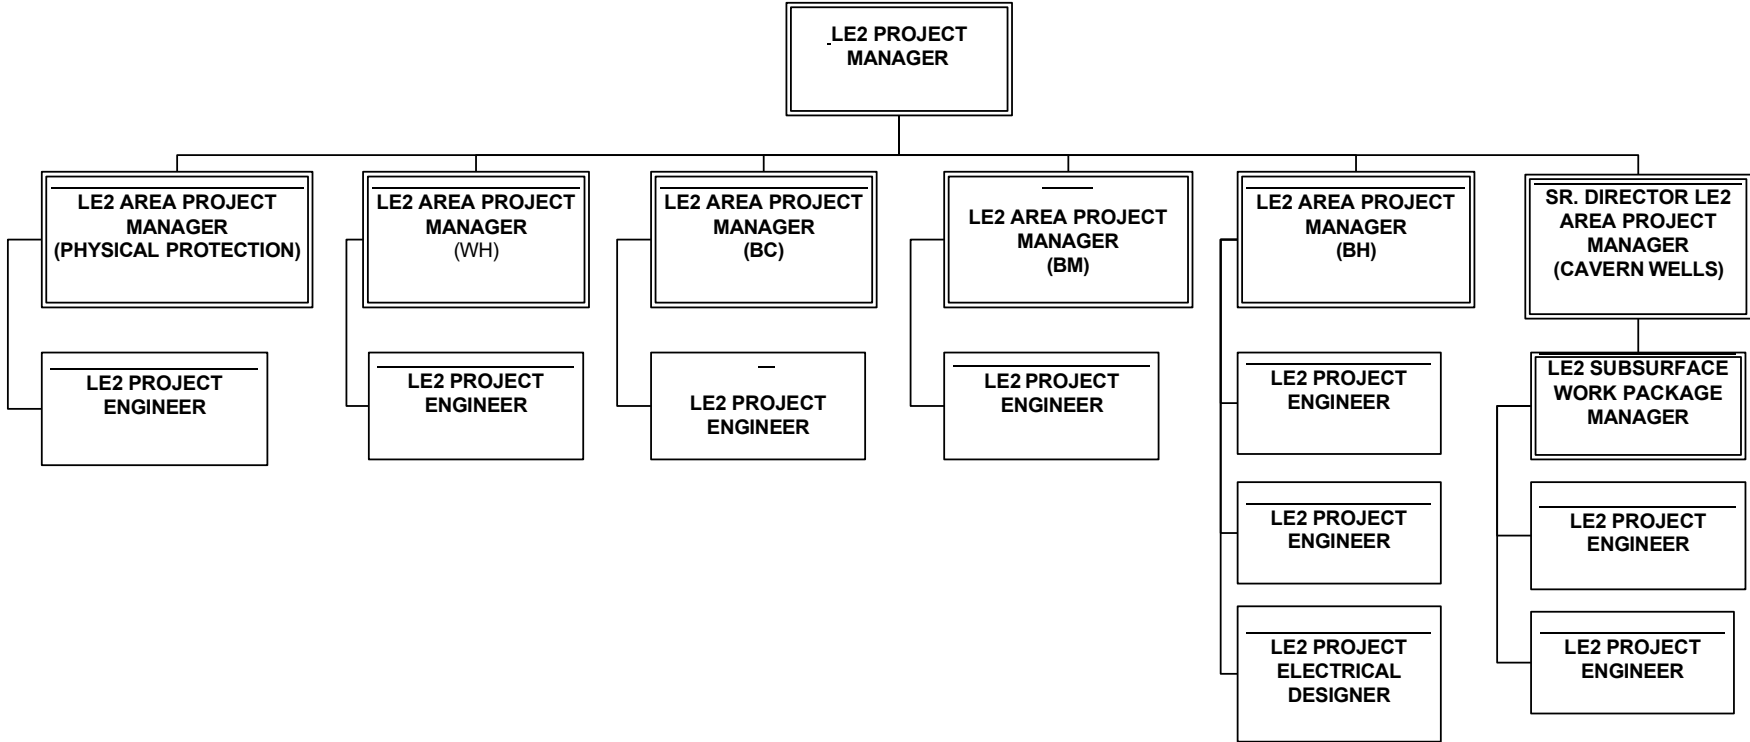 LE2 PROJECT
MANAGER
LE2 AREA PROJECT
MANAGER
(PHYSICAL PROTECTION)
LE2 AREA PROJECT
MANAGER
(WH)
LE2 AREA PROJECT
MANAGER
(BC)
LE2 AREA PROJECT
MANAGER
(BM)
LE2 AREA PROJECT
MANAGER
(BH)
SR. DIRECTOR LE2
AREA PROJECT
MANAGER
(CAVERN WELLS)
LE2 PROJECT
ENGINEER
LE2 PROJECT
ENGINEER
LE2 PROJECT
ENGINEER
LE2 PROJECT
ENGINEER
LE2 PROJECT
ENGINEER
LE2 SUBSURFACE
WORK PACKAGE
MANAGER
LE2 PROJECT
ENGINEER
LE2 PROJECT
ENGINEER
LE2 PROJECT
ELECTRICAL
DESIGNER
LE2 PROJECT
ENGINEER